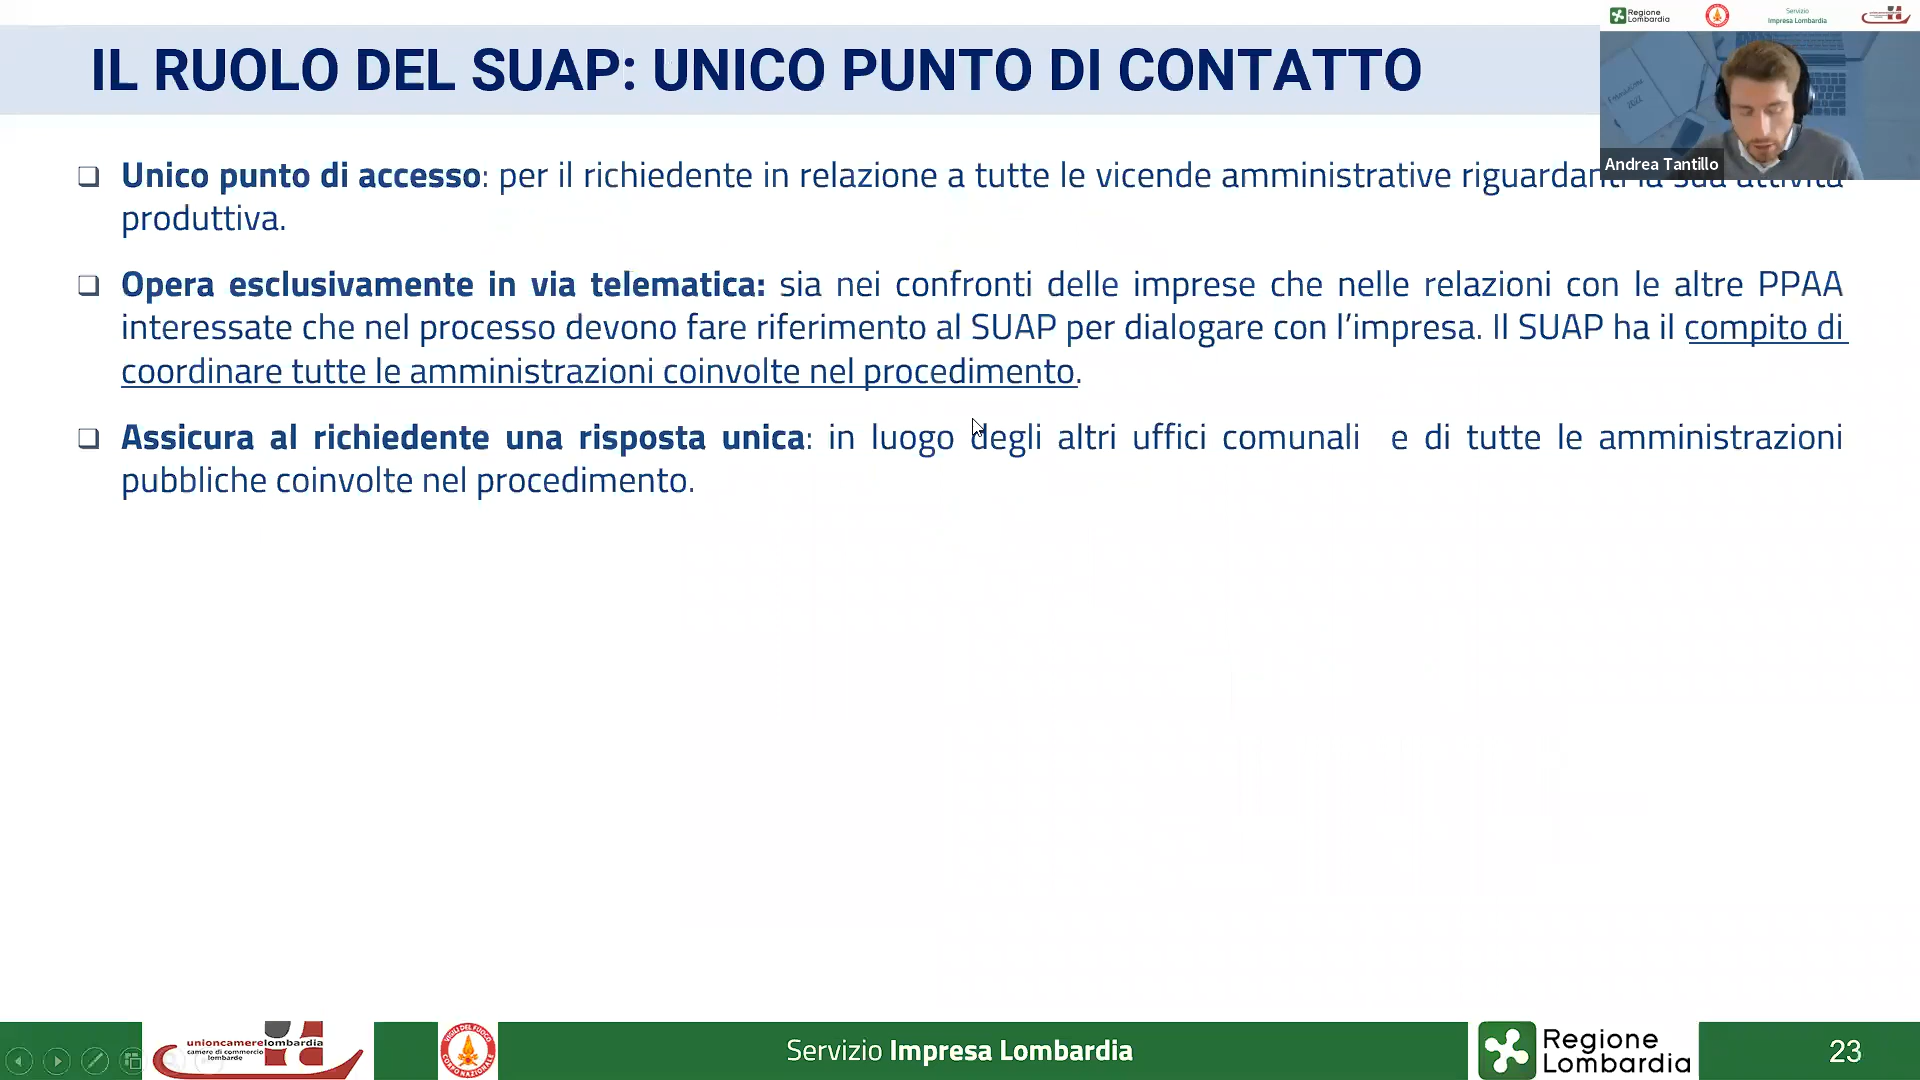 Regione
Lombardia
Servizio
Impresa Lombardia
IL RUOLO DEL SUAP: UNICO PUNTO DI CONTATTO
Andrea Tantillo
❑ Unico punto di accesso: per il richiedente in relazione a tutte le vicende amministrative riguardanti la sua attività
produttiva.
❑ Opera esclusivamente in via telematica: sia nei confronti delle imprese che nelle relazioni con le altre PPAA
interessate che nel processo devono fare riferimento al SUAP per dialogare con l’impresa. Il SUAP ha il compito di
coordinare tutte le amministrazioni coinvolte nel procedimento.
❑ Assicura al richiedente una risposta unica: in luogo degli altri uffici comunali e di tutte le amministrazioni
pubbliche coinvolte nel procedimento.
unioncamerelombardia
camere di commercio
lombarde
VIGILI DEL FUOCO
CORPO NAZIONALE
Servizio Impresa Lombardia
Regione
Lombardia
23